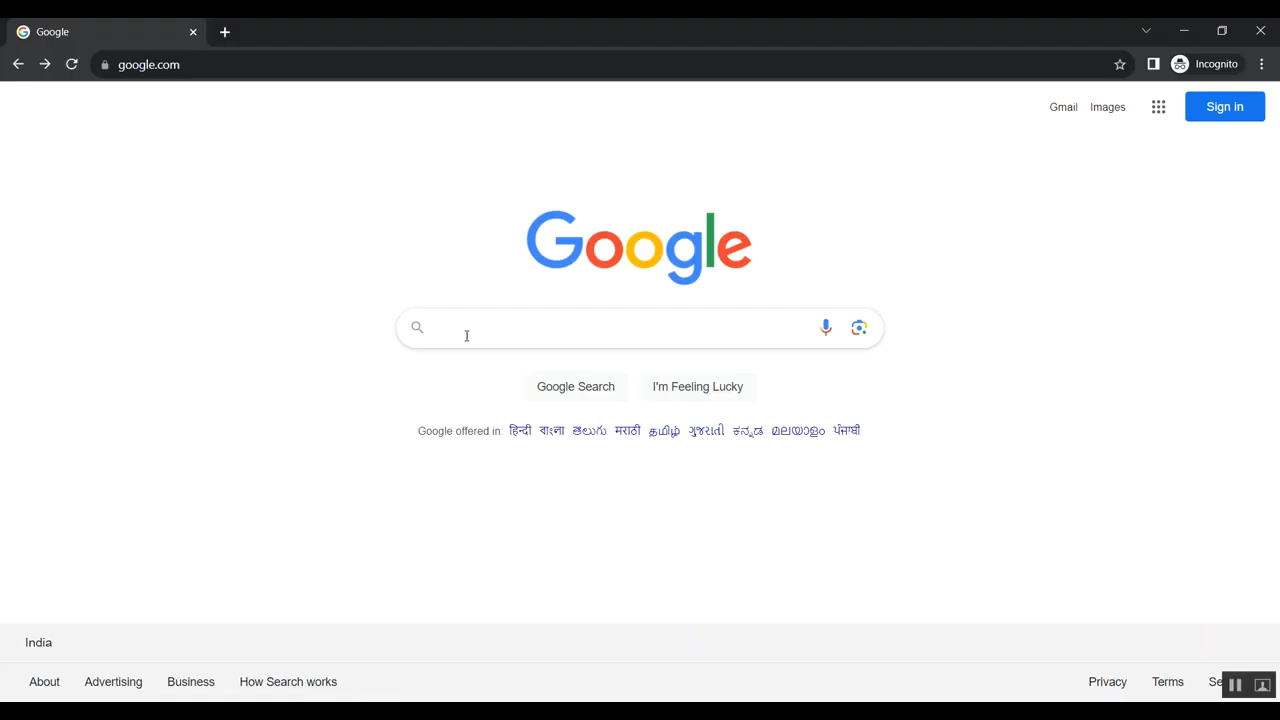 Google
google.com
Incognito
Gmail Images
Sign in
Google
Google Search I'm Feeling Lucky
Google offered in: हिन्दी বাংলা తెలుగు मराठी தமிழ் ગુજરાતી ಕನ್ನಡ മലയാളം ਪੰਜਾਬੀ
India
About Advertising Business How Search works Privacy Terms